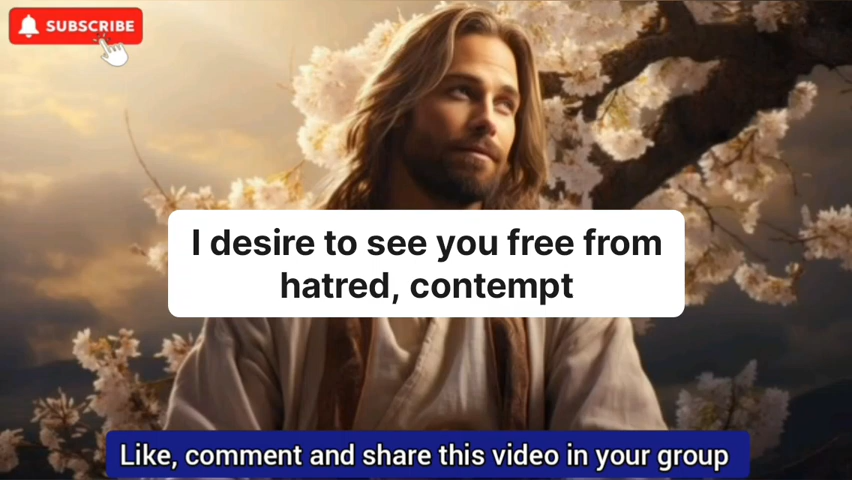 SUBSCRIBE
I desire to see you free from
hatred, contempt
Like, comment and share this video in your group